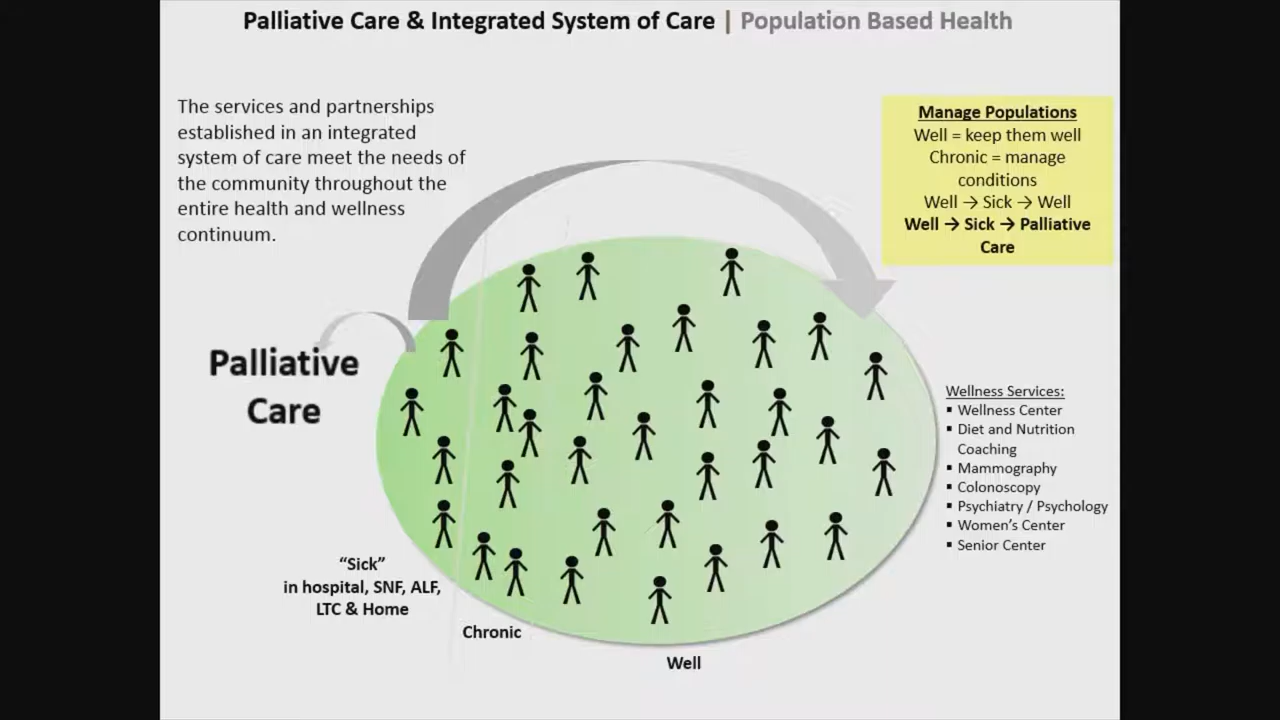 Palliative Care & Integrated System of Care | Population Based Health
The services and partnerships
established in an integrated
system of care meet the needs of
the community throughout the
entire health and wellness
continuum.
Manage Populations
Well = keep them well
Chronic = manage
conditions
Well → Sick → Well
Well → Sick → Palliative
Care
Palliative
Care
Wellness Services:
▪ Wellness Center
▪ Diet and Nutrition
Coaching
▪ Mammography
▪ Colonoscopy
▪ Psychiatry / Psychology
▪ Women's Center
▪ Senior Center
“Sick”
in hospital, SNF, ALF,
LTC & Home
Chronic
Well